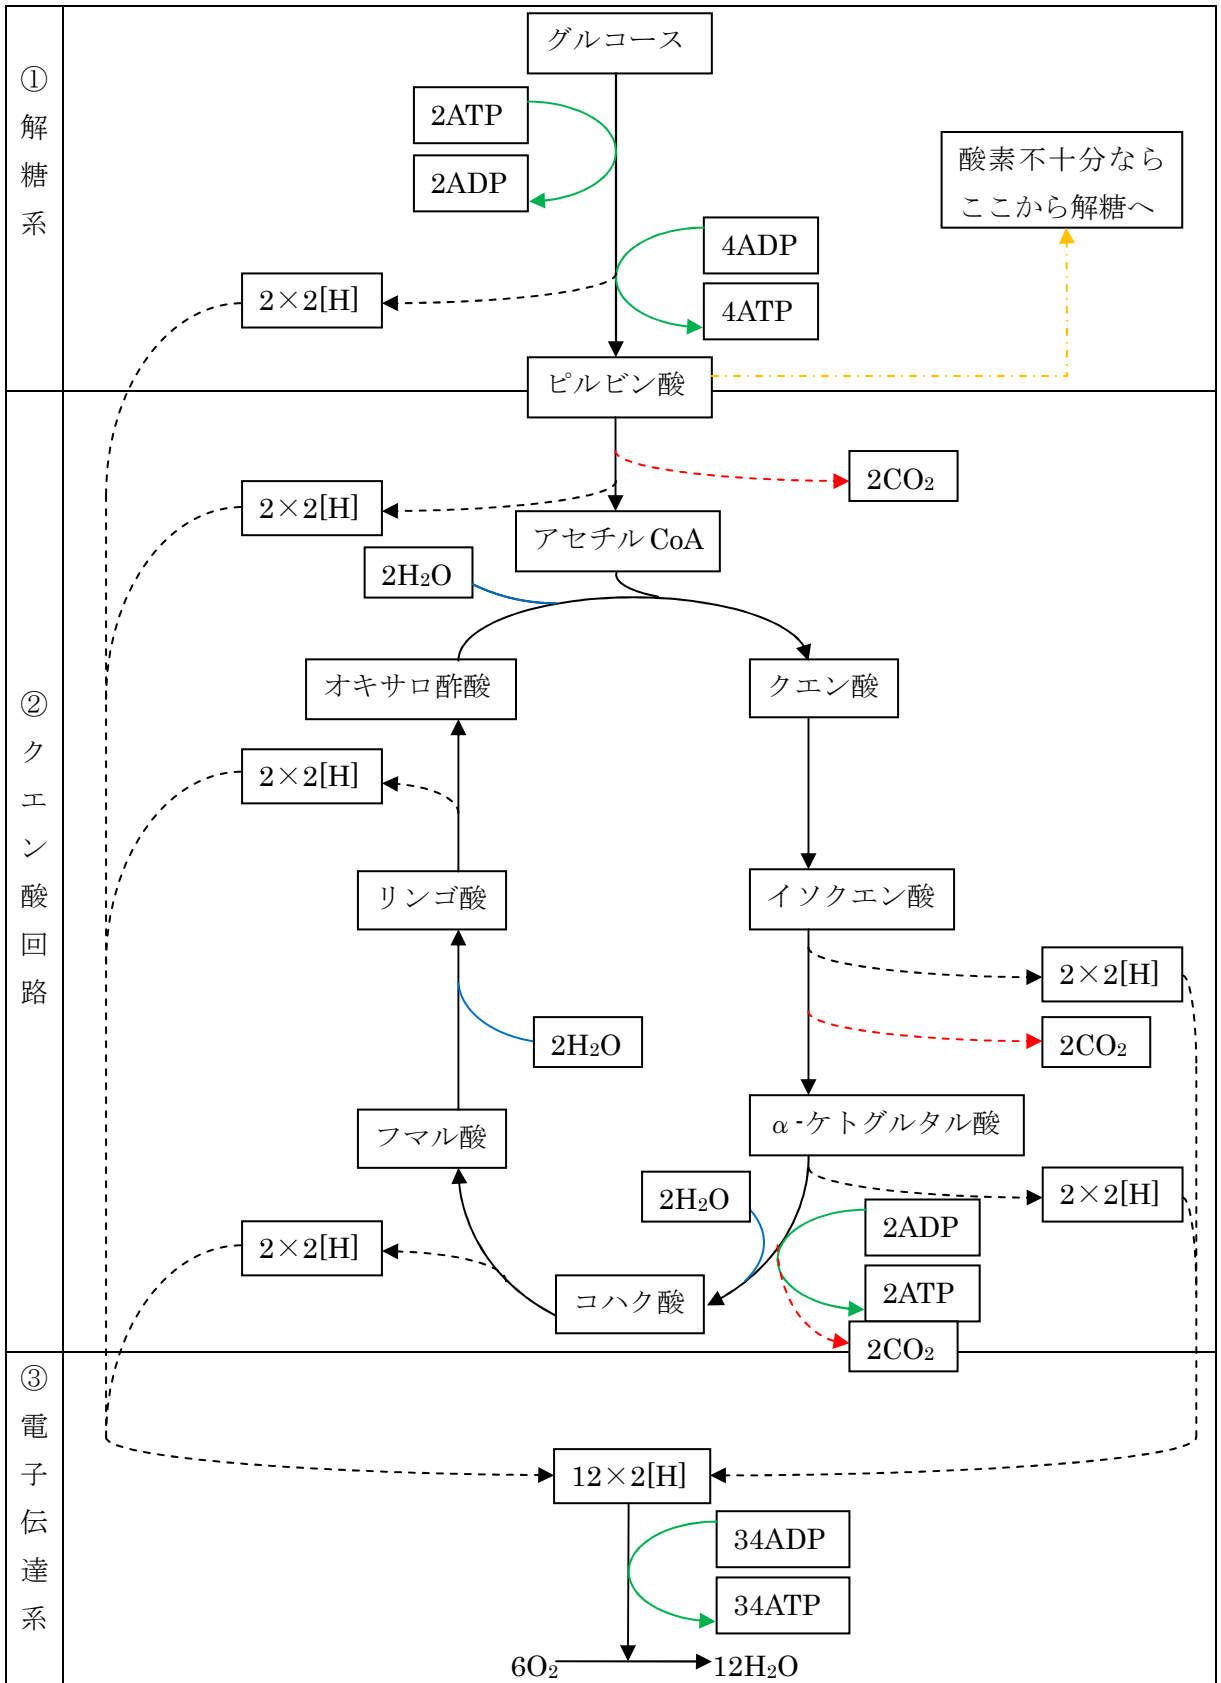 ①解糖系
グルコース
2ATP
2ADP
酸素不十分なら
ここから解糖へ
4ADP
4ATP
2×2[H]
ピルビン酸
②クエン酸回路
2CO₂
2×2[H]
アセチルCoA
2H₂O
オキサロ酢酸
クエン酸
2×2[H]
リンゴ酸
イソクエン酸
2×2[H]
2H₂O
2CO₂
フマル酸
α‐ケトグルタル酸
2H₂O
2×2[H]
2ADP
2×2[H]
コハク酸
2ATP
2CO₂
③電子伝達系
12×2[H]
34ADP
34ATP
6O₂
12H₂O